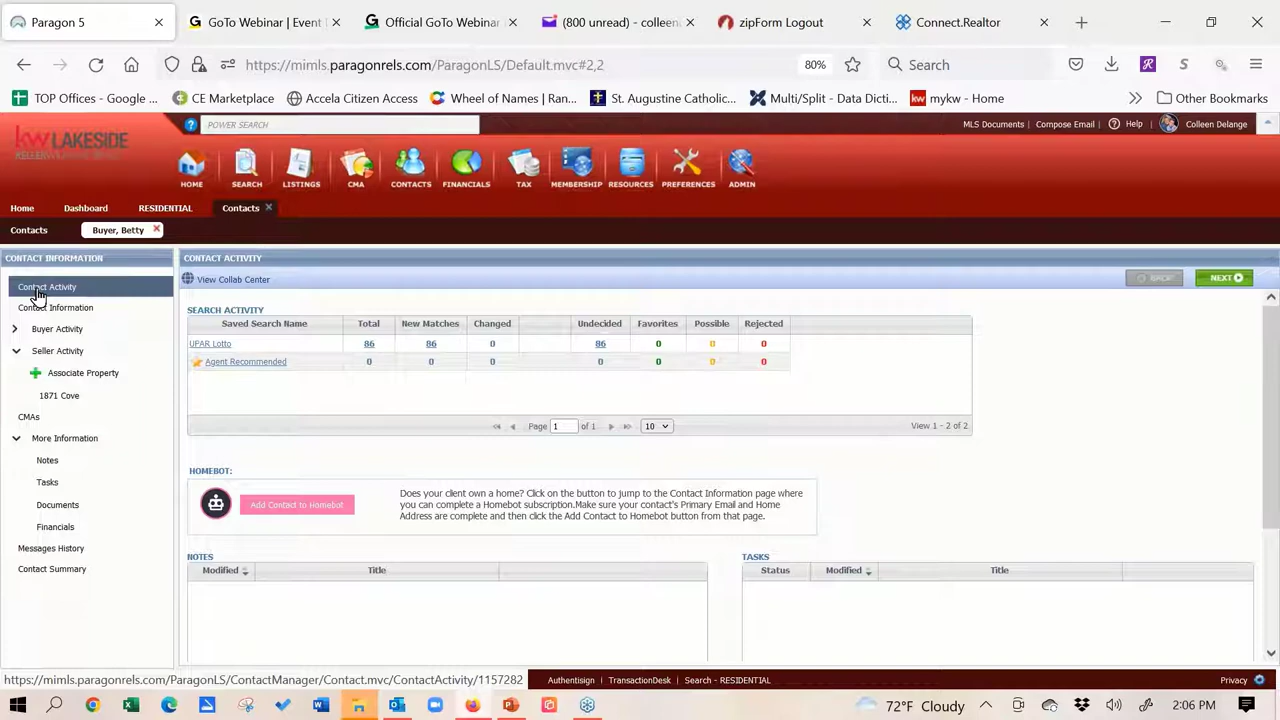 Paragon 5
GoTo Webinar | Event D
Official GoTo Webinar
(800 unread) - colleen
zipForm Logout
Connect.Realtor
https://mimls.paragonrels.com/ParagonLS/Default.mvc#2,2
80%
Search
TOP Offices - Google ...
CE Marketplace
Accela Citizen Access
Wheel of Names | Ran...
St. Augustine Catholic...
Multi/Split - Data Dicti...
mykw - Home
Other Bookmarks
kw LAKESIDE
POWER SEARCH
MLS Documents
Compose Email
Help
Colleen Delange
HOME
SEARCH
LISTINGS
CMA
CONTACTS
FINANCIALS
TAX
MEMBERSHIP
RESOURCES
PREFERENCES
ADMIN
Home
Dashboard
RESIDENTIAL
Contacts
Contacts
Buyer, Betty
CONTACT INFORMATION
Contact Activity
Contact Information
Buyer Activity
Seller Activity
Associate Property
1871 Cove
CMAs
More Information
Notes
Tasks
Documents
Financials
Messages History
Contact Summary
CONTACT ACTIVITY
View Collab Center
BACK
NEXT
SEARCH ACTIVITY
Saved Search Name Total New Matches Changed Undecided Favorites Possible Rejected
UPAR Lotto 86 86 0 86 0 0 0
Agent Recommended 0 0 0 0 0 0 0
Page 1 of 1 10
View 1 - 2 of 2
HOMEBOT:
Add Contact to Homebot
Does your client own a home? Click on the button to jump to the Contact Information page where
you can complete a Homebot subscription.Make sure your contact's Primary Email and Home
Address are complete and then click the Add Contact to Homebot button from that page.
NOTES
Modified Title
TASKS
Status Modified Title
https://mimls.paragonrels.com/ParagonLS/ContactManager/Contact.mvc/ContactActivity/1157282
Authentisign
TransactionDesk
Search - RESIDENTIAL
Privacy
72°F Cloudy
2:06 PM